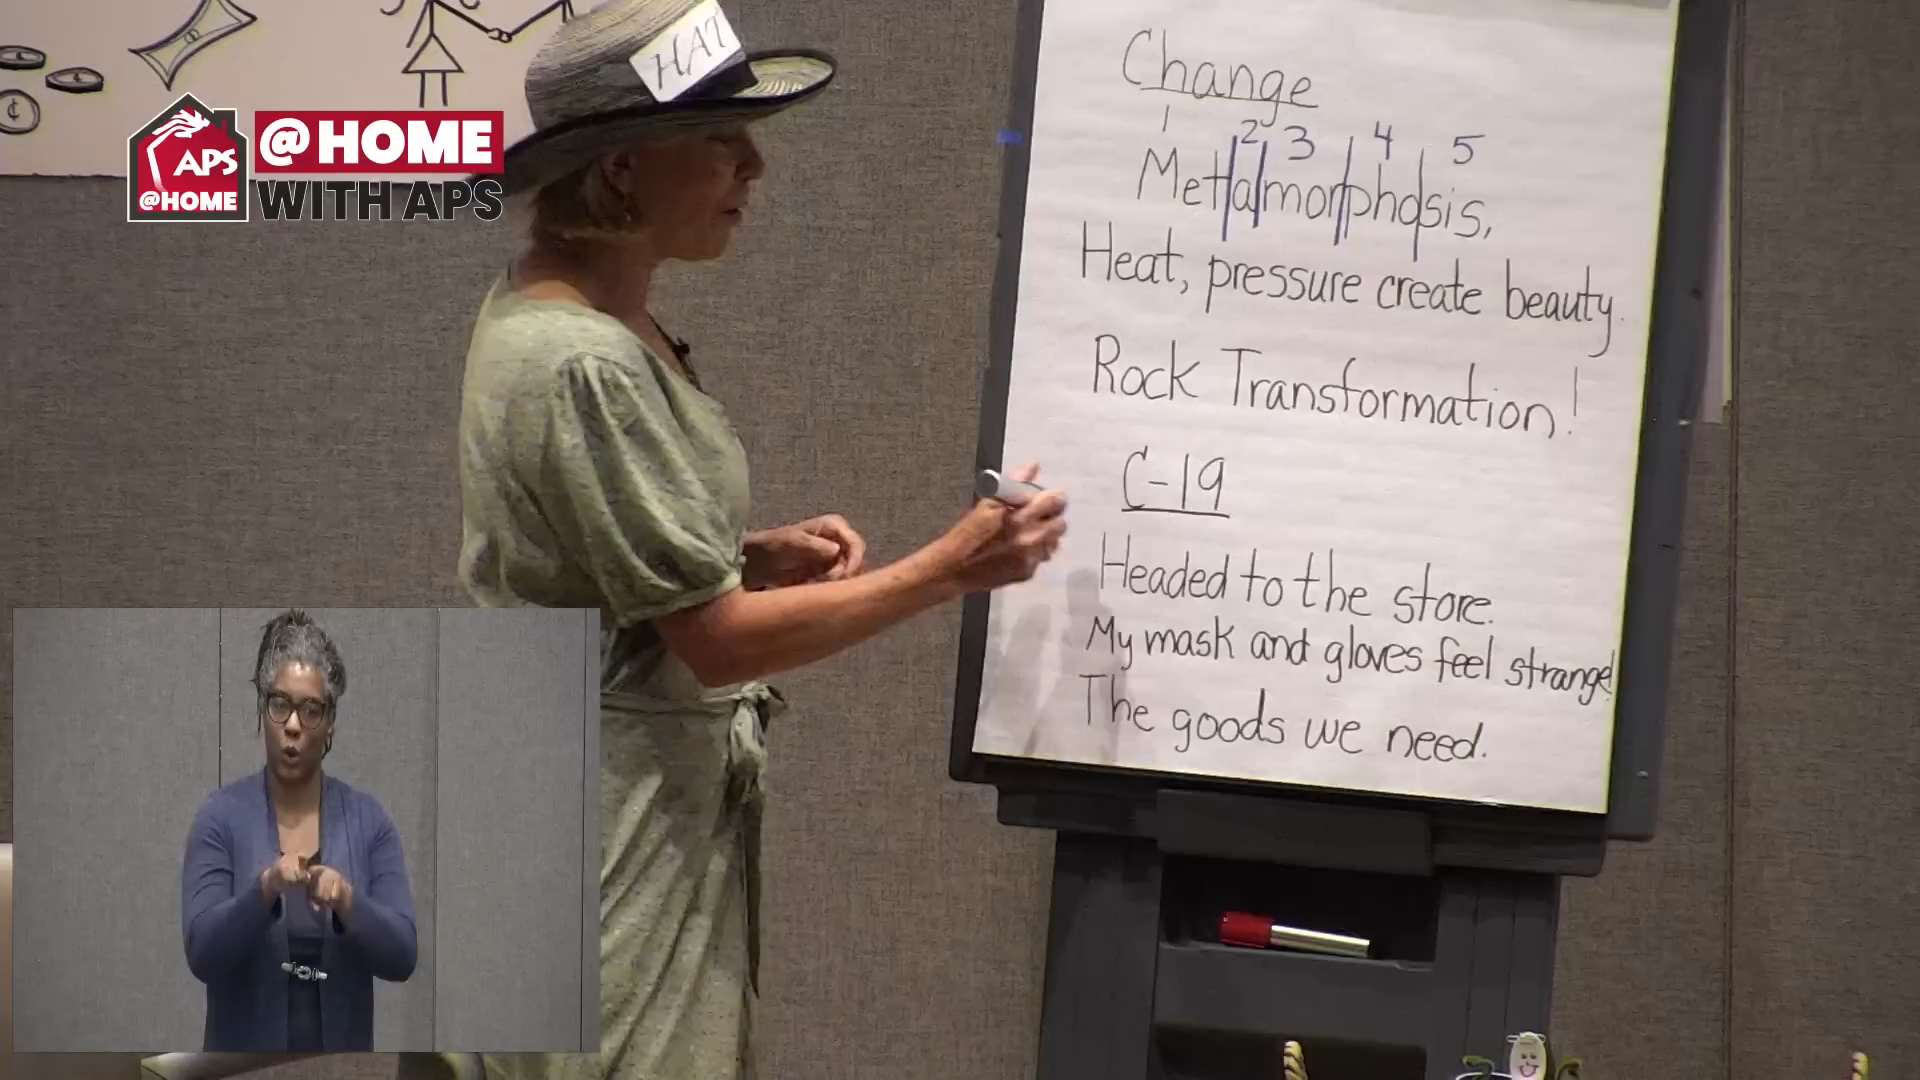 HAT
APS
@HOME
@HOME
WITH APS
Change
1 2 3 4 5
Metamorphosis,
Heat, pressure create beauty.
Rock Transformation!
C-19
Headed to the store.
My mask and gloves feel strange!
The goods we need.